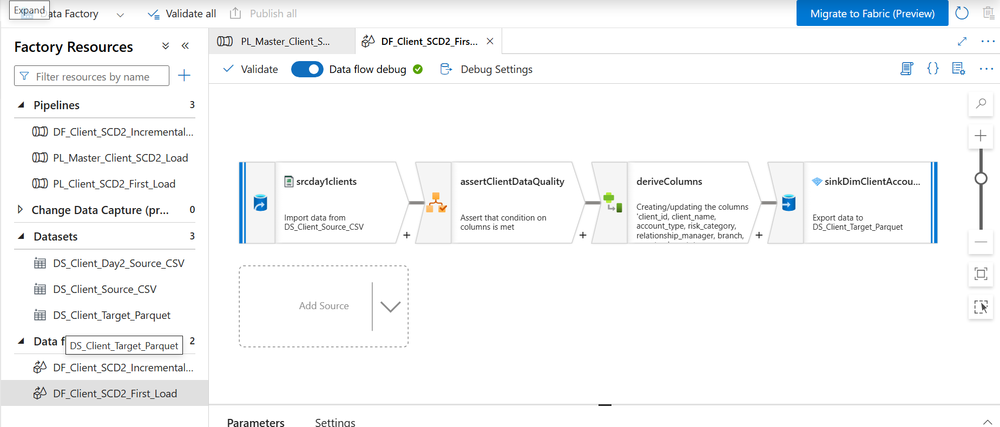 Expand
ata Factory
Validate all
Publish all
Migrate to Fabric (Preview)
Factory Resources
PL_Master_Client_S...
DF_Client_SCD2_Firs...
Filter resources by name
Validate
Data flow debug
Debug Settings
Pipelines 3
DF_Client_SCD2_Incremental...
PL_Master_Client_SCD2_Load
PL_Client_SCD2_First_Load
Change Data Capture (pr... 0
Datasets 3
DS_Client_Day2_Source_CSV
DS_Client_Source_CSV
DS_Client_Target_Parquet
Data f 2
DS_Client_Target_Parquet
DF_Client_SCD2_Incremental...
DF_Client_SCD2_First_Load
srcday1clients
Import data from
DS_Client_Source_CSV
+
assertClientDataQuality
Assert that condition on
columns is met
+
deriveColumns
Creating/updating the columns
'client_id, client_name,
account_type, risk_category,
relationship_manager, branch,
+
sinkDimClientAccou...
Export data to
DS_Client_Target_Parquet
Add Source
Parameters
Settings